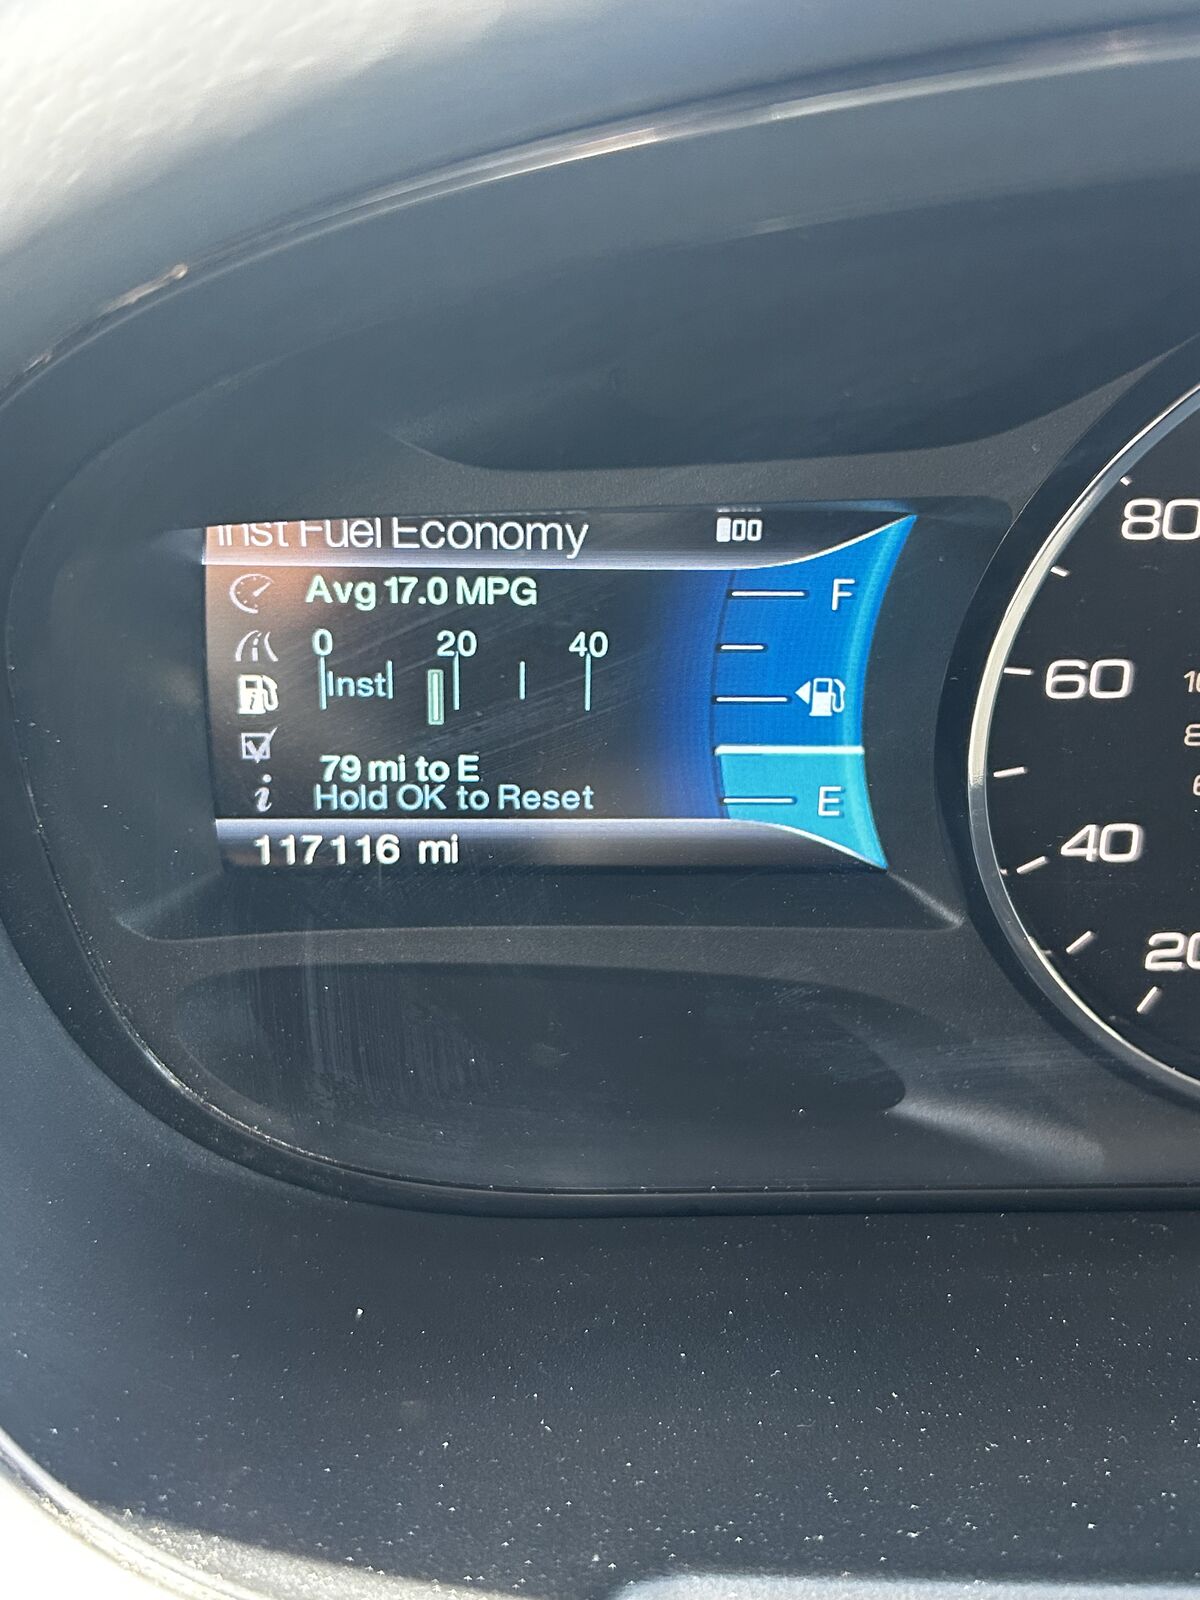 Inst Fuel Economy
Avg 17.0 MPG
0 20 40
Inst
79 mi to E
Hold OK to Reset
117116 mi
F
E
80
60
40
20